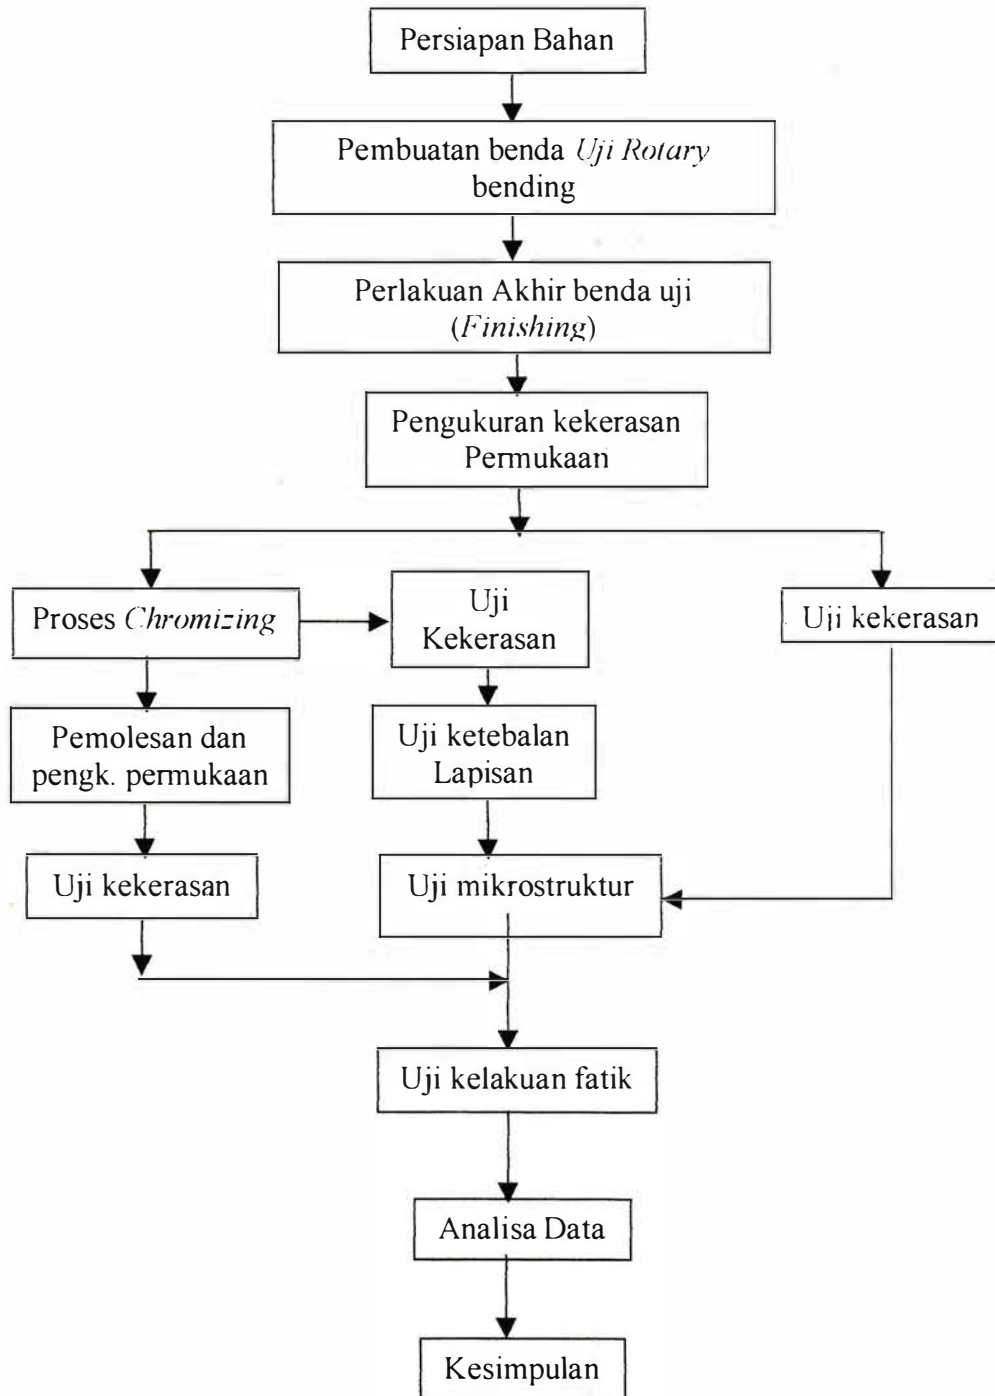 Persiapan Bahan
Pembuatan benda Uji Rotary
bending
Perlakuan Akhir benda uji
(Finishing)
Pengukuran kekerasan
Permukaan
Proses Chromizing
Uji
Kekerasan
Uji kekerasan
Pemolesan dan
pengk. permukaan
Uji ketebalan
Lapisan
Uji kekerasan
Uji mikrostruktur
Uji kelakuan fatik
Analisa Data
Kesimpulan